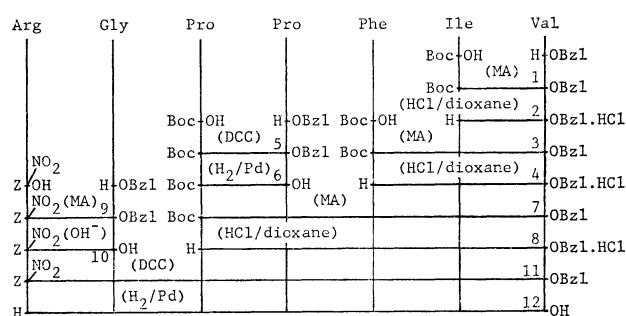 Arg Gly Pro Pro Phe Ile Val
Boc OH H OBzl
(MA) 1
Boc OBzl
(HCl/dioxane) 2
Boc OH H OBzl Boc OH H OBzl.HCl
(DCC) 5 (MA) 3
Boc OBzl Boc OBzl
NO2 (H2/Pd) 6 (HCl/dioxane) 4
Z OH H OBzl Boc OH H OBzl.HCl
NO2 (MA) 9 (MA) 7
Z OBzl Boc OBzl
NO2 (OH-) (HCl/dioxane) 8
Z 10 OH H OBzl.HCl
NO2 (DCC) 11
Z OBzl
(H2/Pd) 12
H OH